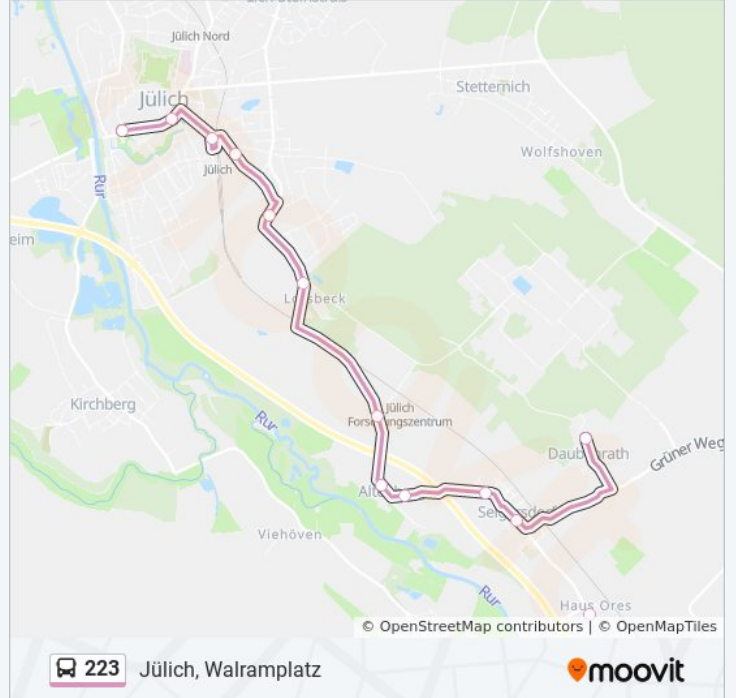 Jülich Nord
Stetternich
Jülich
Wolfshoven
Jülich
Rur
eim
Kirchberg
Jülich
Rur
Grüner Weg
Viehöven
Rur
Haus Ores
© OpenStreetMap contributors | © OpenMapTiles
223 Jülich, Walramplatz
moovit